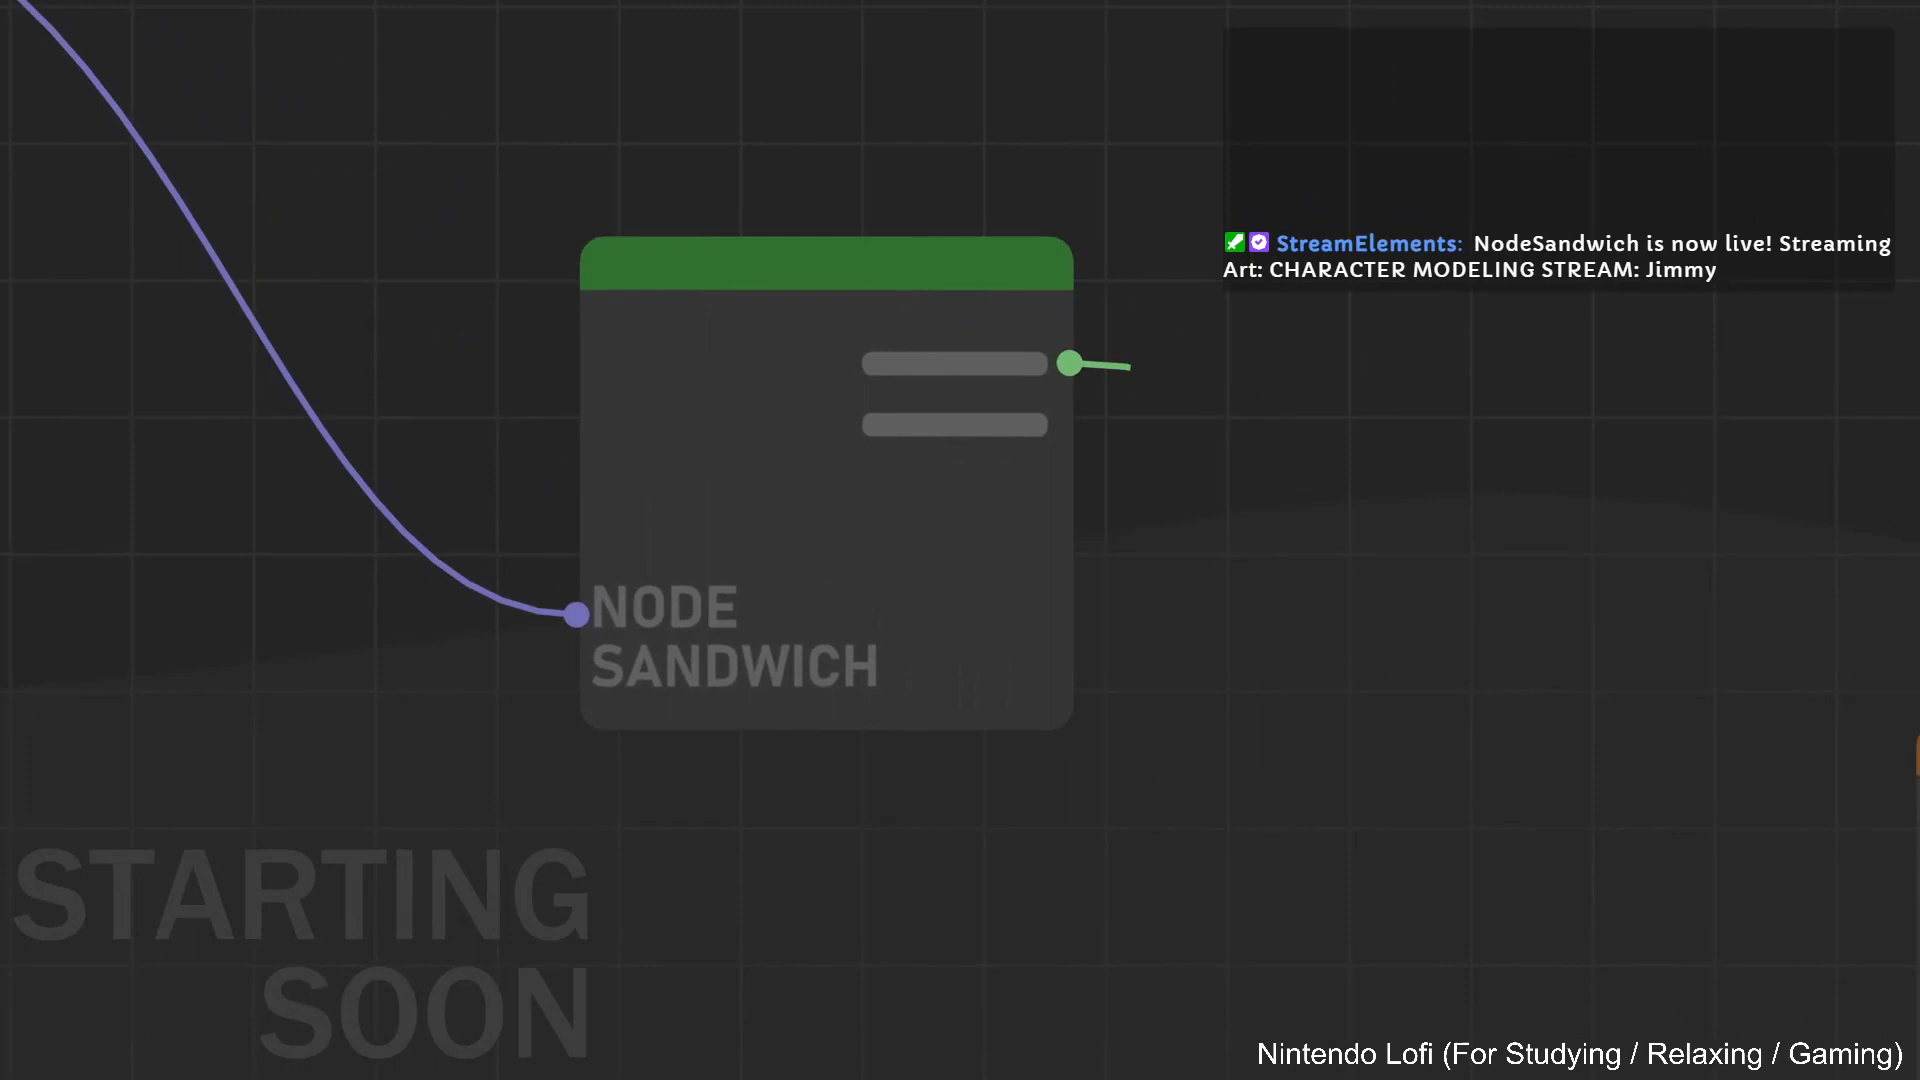 StreamElements: NodeSandwich is now live! Streaming
Art: CHARACTER MODELING STREAM: Jimmy
NODE
SANDWICH
STARTING
SOON
Nintendo Lofi (For Studying / Relaxing / Gaming)